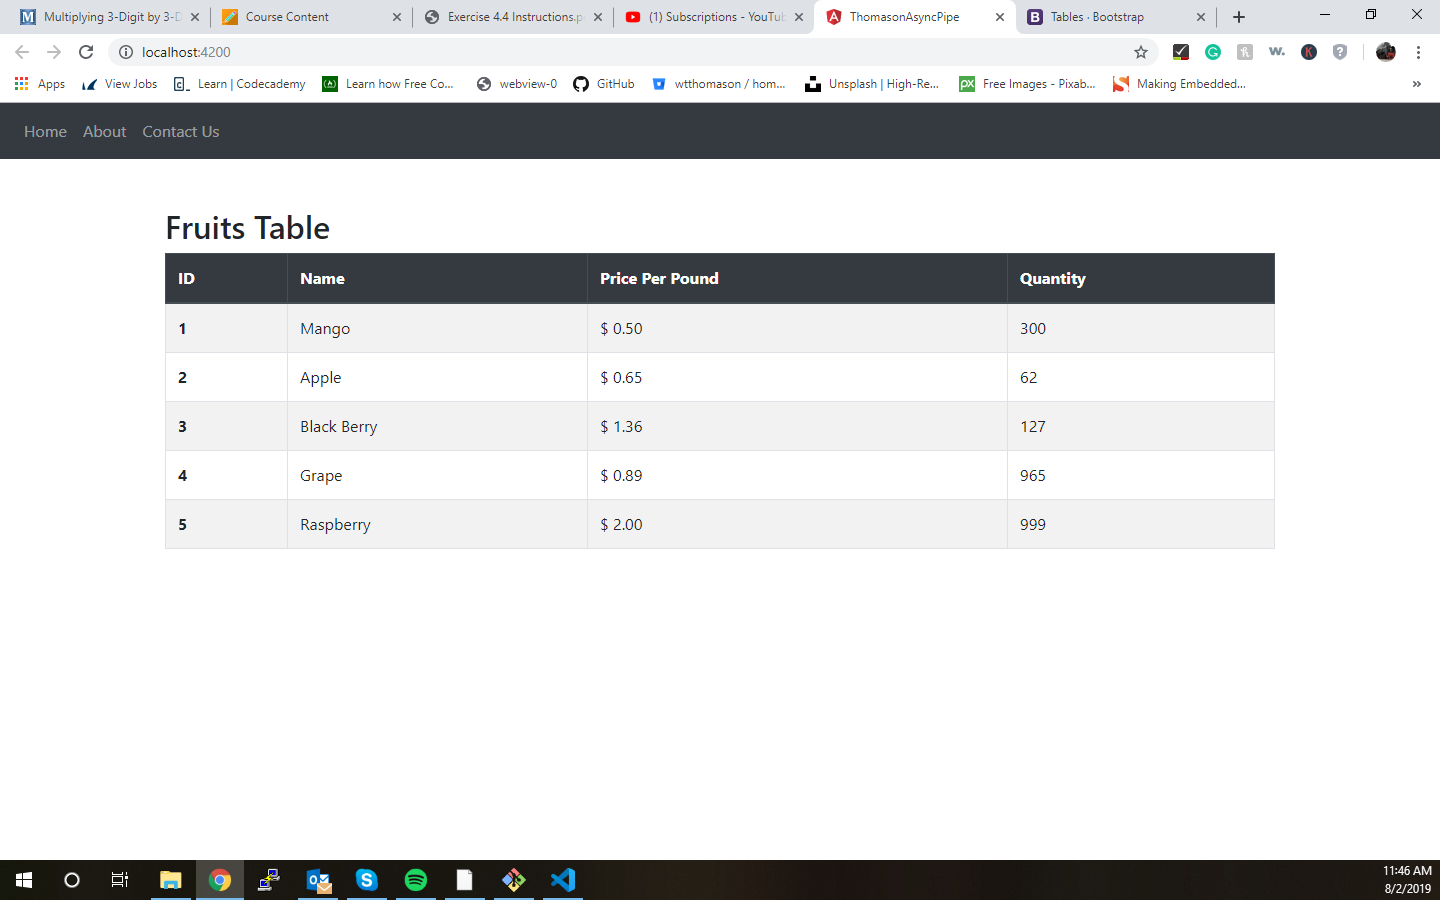 Multiplying 3-Digit by 3-D
Course Content
Exercise 4.4 Instructions.p
(1) Subscriptions - YouTub
ThomasonAsyncPipe
Tables · Bootstrap
localhost:4200
Apps
View Jobs
Learn | Codecademy
Learn how Free Co...
webview-0
GitHub
wtthomason / hom...
Unsplash | High-Re...
Free Images - Pixab...
Making Embedded...
»
Home About Contact Us
Fruits Table
ID Name Price Per Pound Quantity
1 Mango $ 0.50 300
2 Apple $ 0.65 62
3 Black Berry $ 1.36 127
4 Grape $ 0.89 965
5 Raspberry $ 2.00 999
11:46 AM
8/2/2019